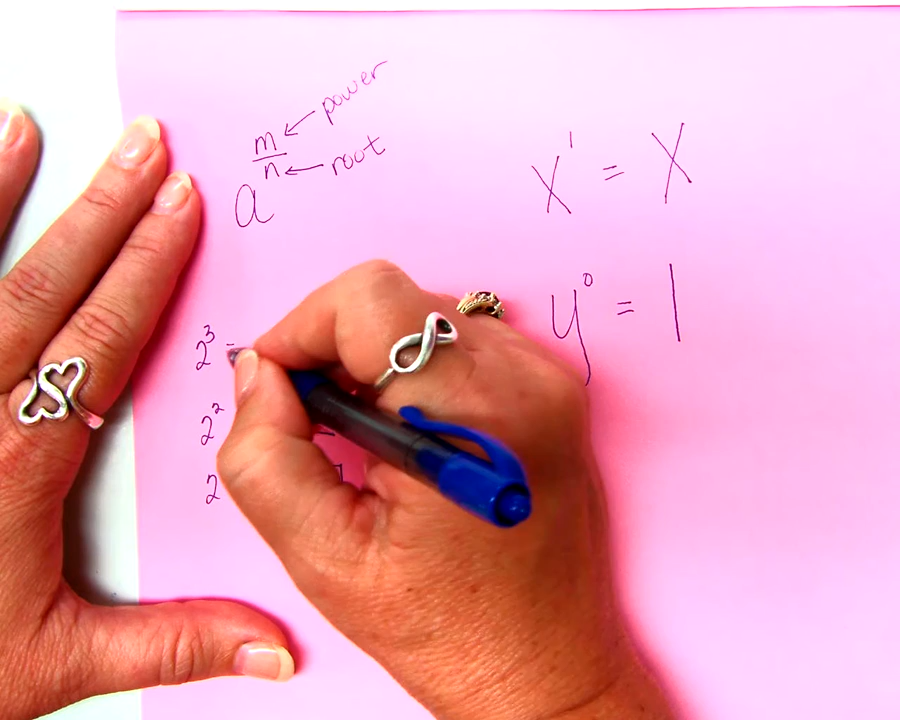 m ← power
n ← root
a
x¹ = x
y⁰ = 1
2³ =
2²
2